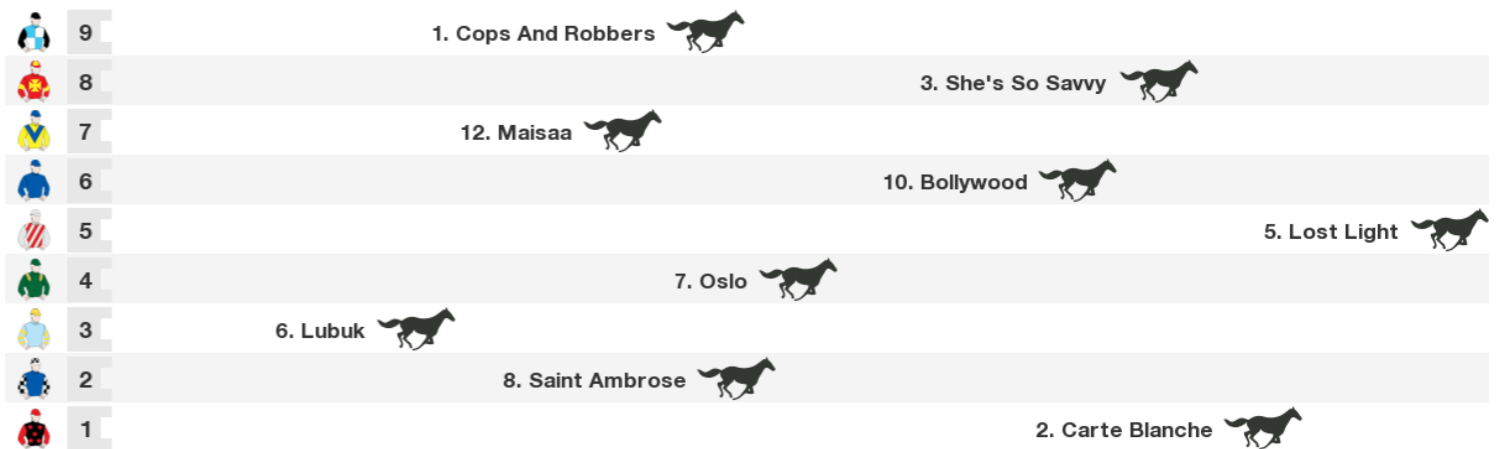 9 1. Cops And Robbers
8 3. She's So Savvy
7 12. Maisaa
6 10. Bollywood
5 5. Lost Light
4 7. Oslo
3 6. Lubuk
2 8. Saint Ambrose
1 2. Carte Blanche